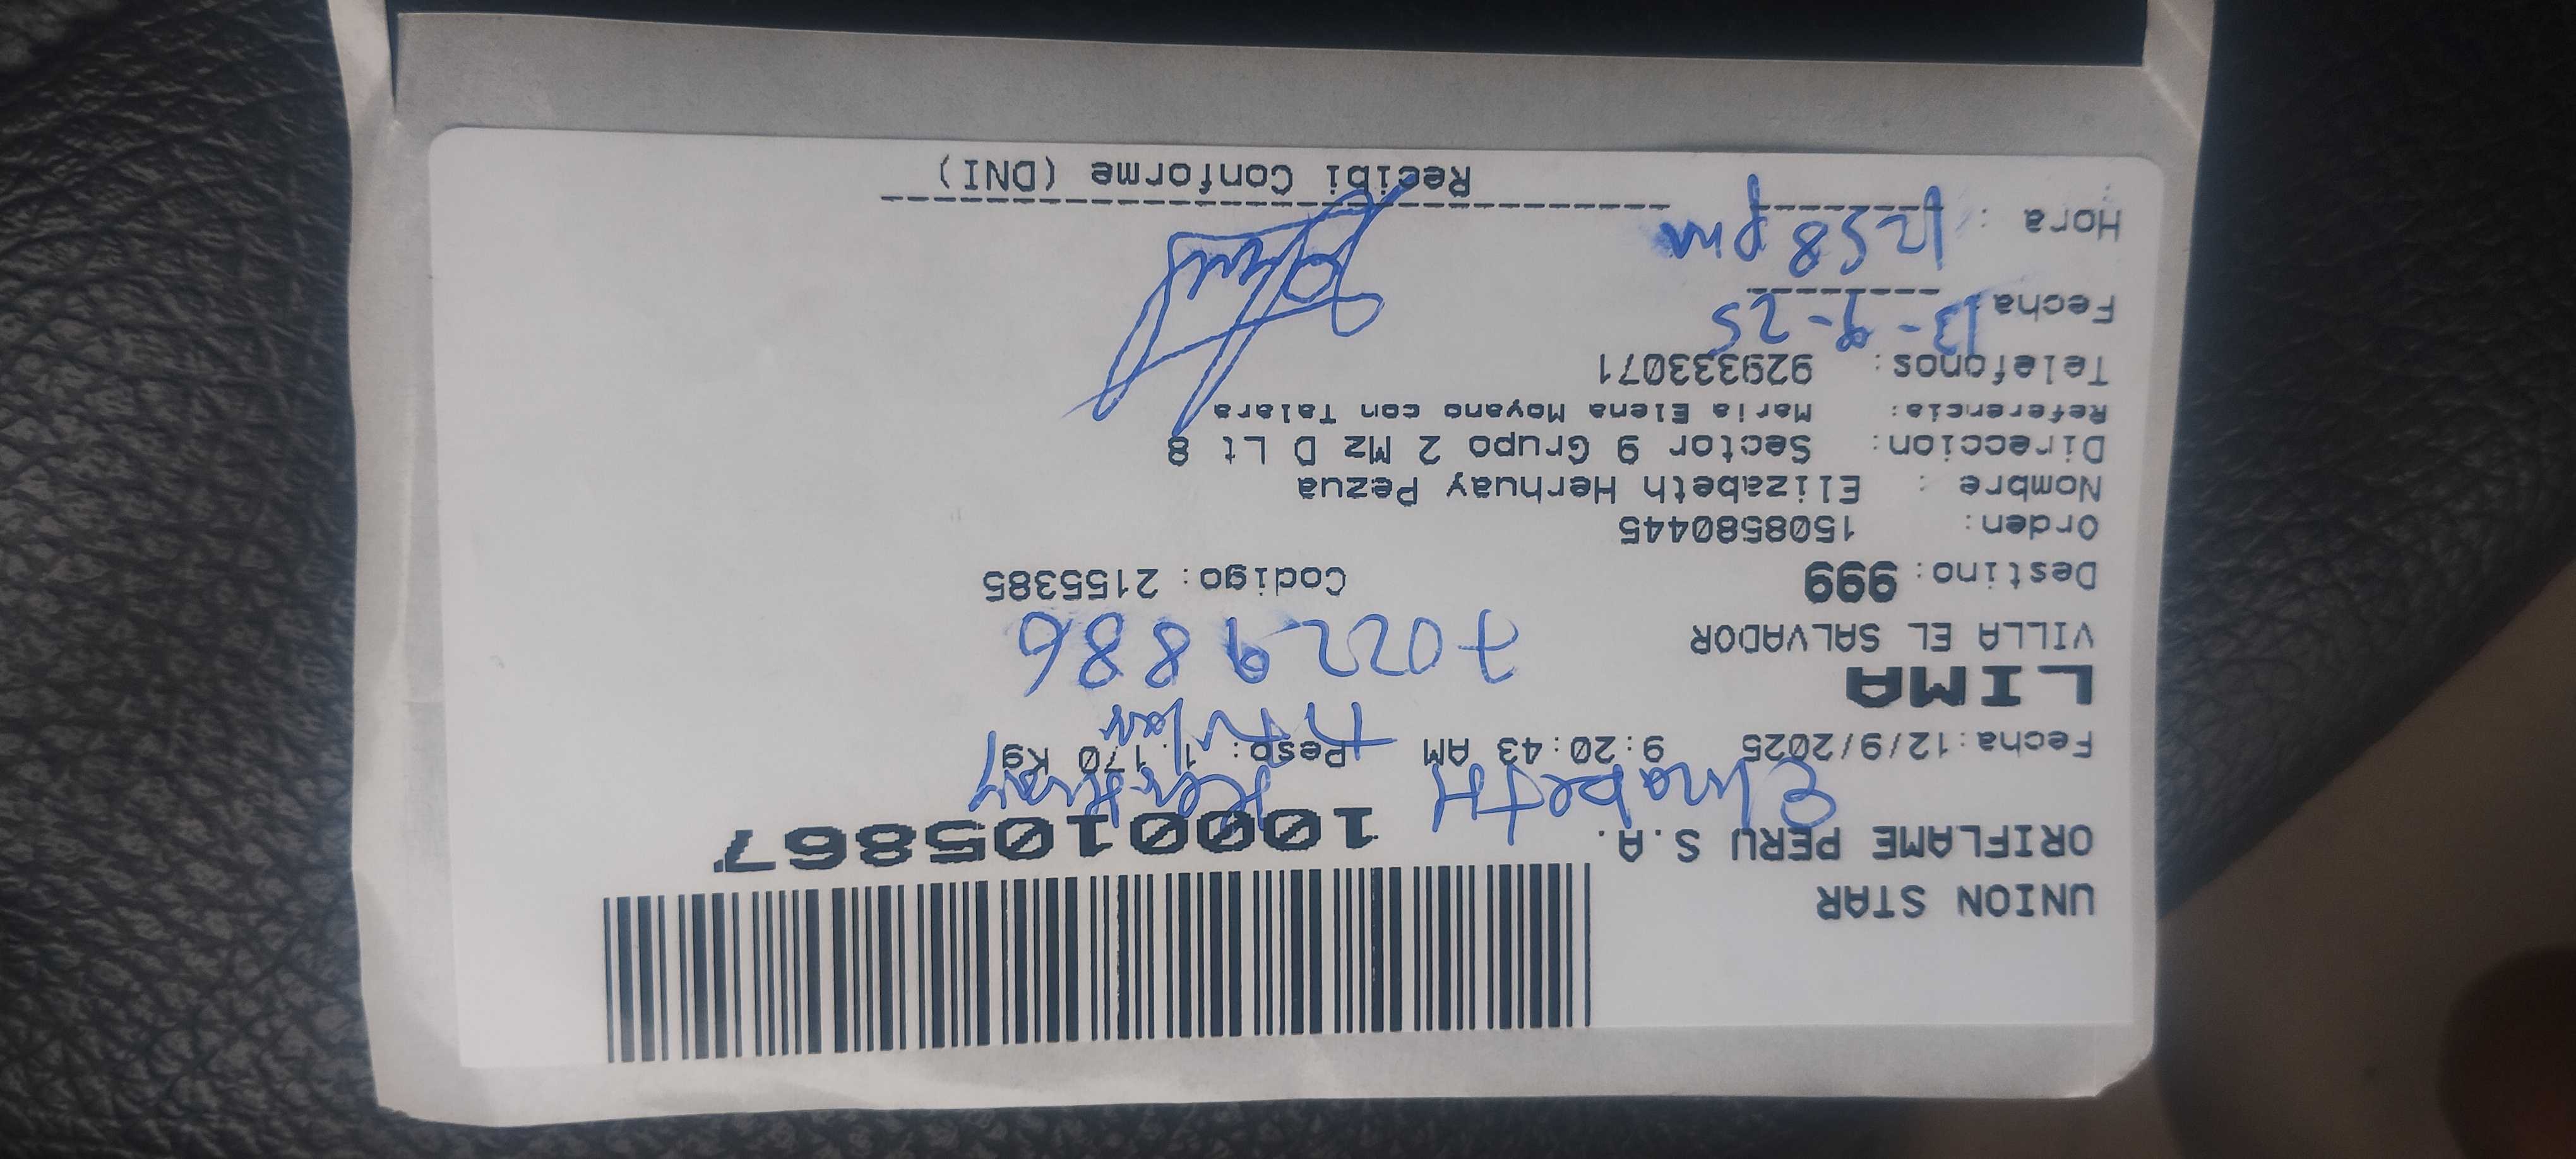 UNION STAR
ORIFLAME PERU S.A.
1000105867
Elizabeth Herhuay
Fecha:12/9/2025 9:20:43 AM Peso: 1.170 Kg
Titular
LIMA
VILLA EL SALVADOR
70229886
Destino: 999 Codigo: 2155385
Orden: 1508580445
Nombre : Elizabeth Herhuay Pezua
Direccion: Sector 9 Grupo 2 Mz D Lt 8
Referencia: Maria Elena Moyano con Talara
Telefonos: 929333071
Fecha 13-9-25
Hora : 12 58 pm
Recibi Conforme (DNI)